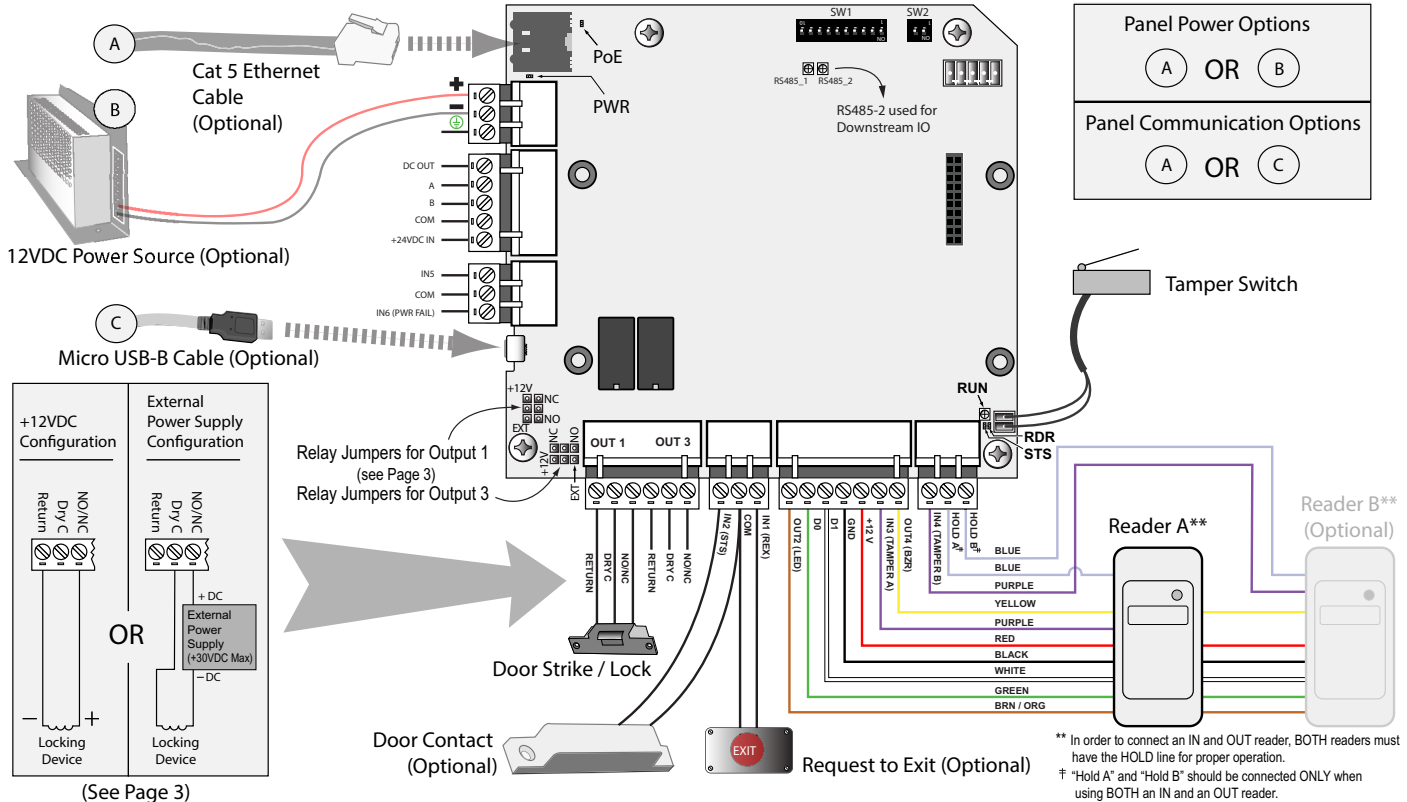 A
Cat 5 Ethernet
Cable
(Optional)
B
12VDC Power Source (Optional)
C
Micro USB-B Cable (Optional)
PoE
PWR
+
–
DC OUT
A
B
COM
+24VDC IN
IN5
COM
IN6 (PWR FAIL)
SW1
SW2
10
1
NO
1
NO
RS485_1
RS485_2
RS485-2 used for
Downstream IO
Panel Power Options
A OR B
Panel Communication Options
A OR C
Tamper Switch
RUN
RDR
STS
+12V
NC
NO
EXT
NC
NO
+12V
EXT
Relay Jumpers for Output 1
(see Page 3)
Relay Jumpers for Output 3
OUT 1
OUT 3
RETURN
DRY C
NO/NC
RETURN
DRY C
NO/NC
IN2 (STS)
COM
IN1 (REX)
OUT2 (LED)
D0
D1
GND
+12 V
IN3 (TAMPER A)
OUT4 (BZR)
IN4 (TAMPER B)
HOLD A‡
HOLD B‡
+12VDC
Configuration
Return
Dry C
NO/NC
–
+
Locking
Device
OR
External
Power Supply
Configuration
Return
Dry C
NO/NC
+ DC
External
Power
Supply
(+30VDC Max)
– DC
Locking
Device
(See Page 3)
Door Strike / Lock
Door Contact
(Optional)
EXIT
Request to Exit (Optional)
BLUE
BLUE
PURPLE
YELLOW
PURPLE
RED
BLACK
WHITE
GREEN
BRN / ORG
Reader A**
Reader B**
(Optional)
** In order to connect an IN and OUT reader, BOTH readers must
have the HOLD line for proper operation.
‡ “Hold A” and “Hold B” should be connected ONLY when
using BOTH an IN and an OUT reader.